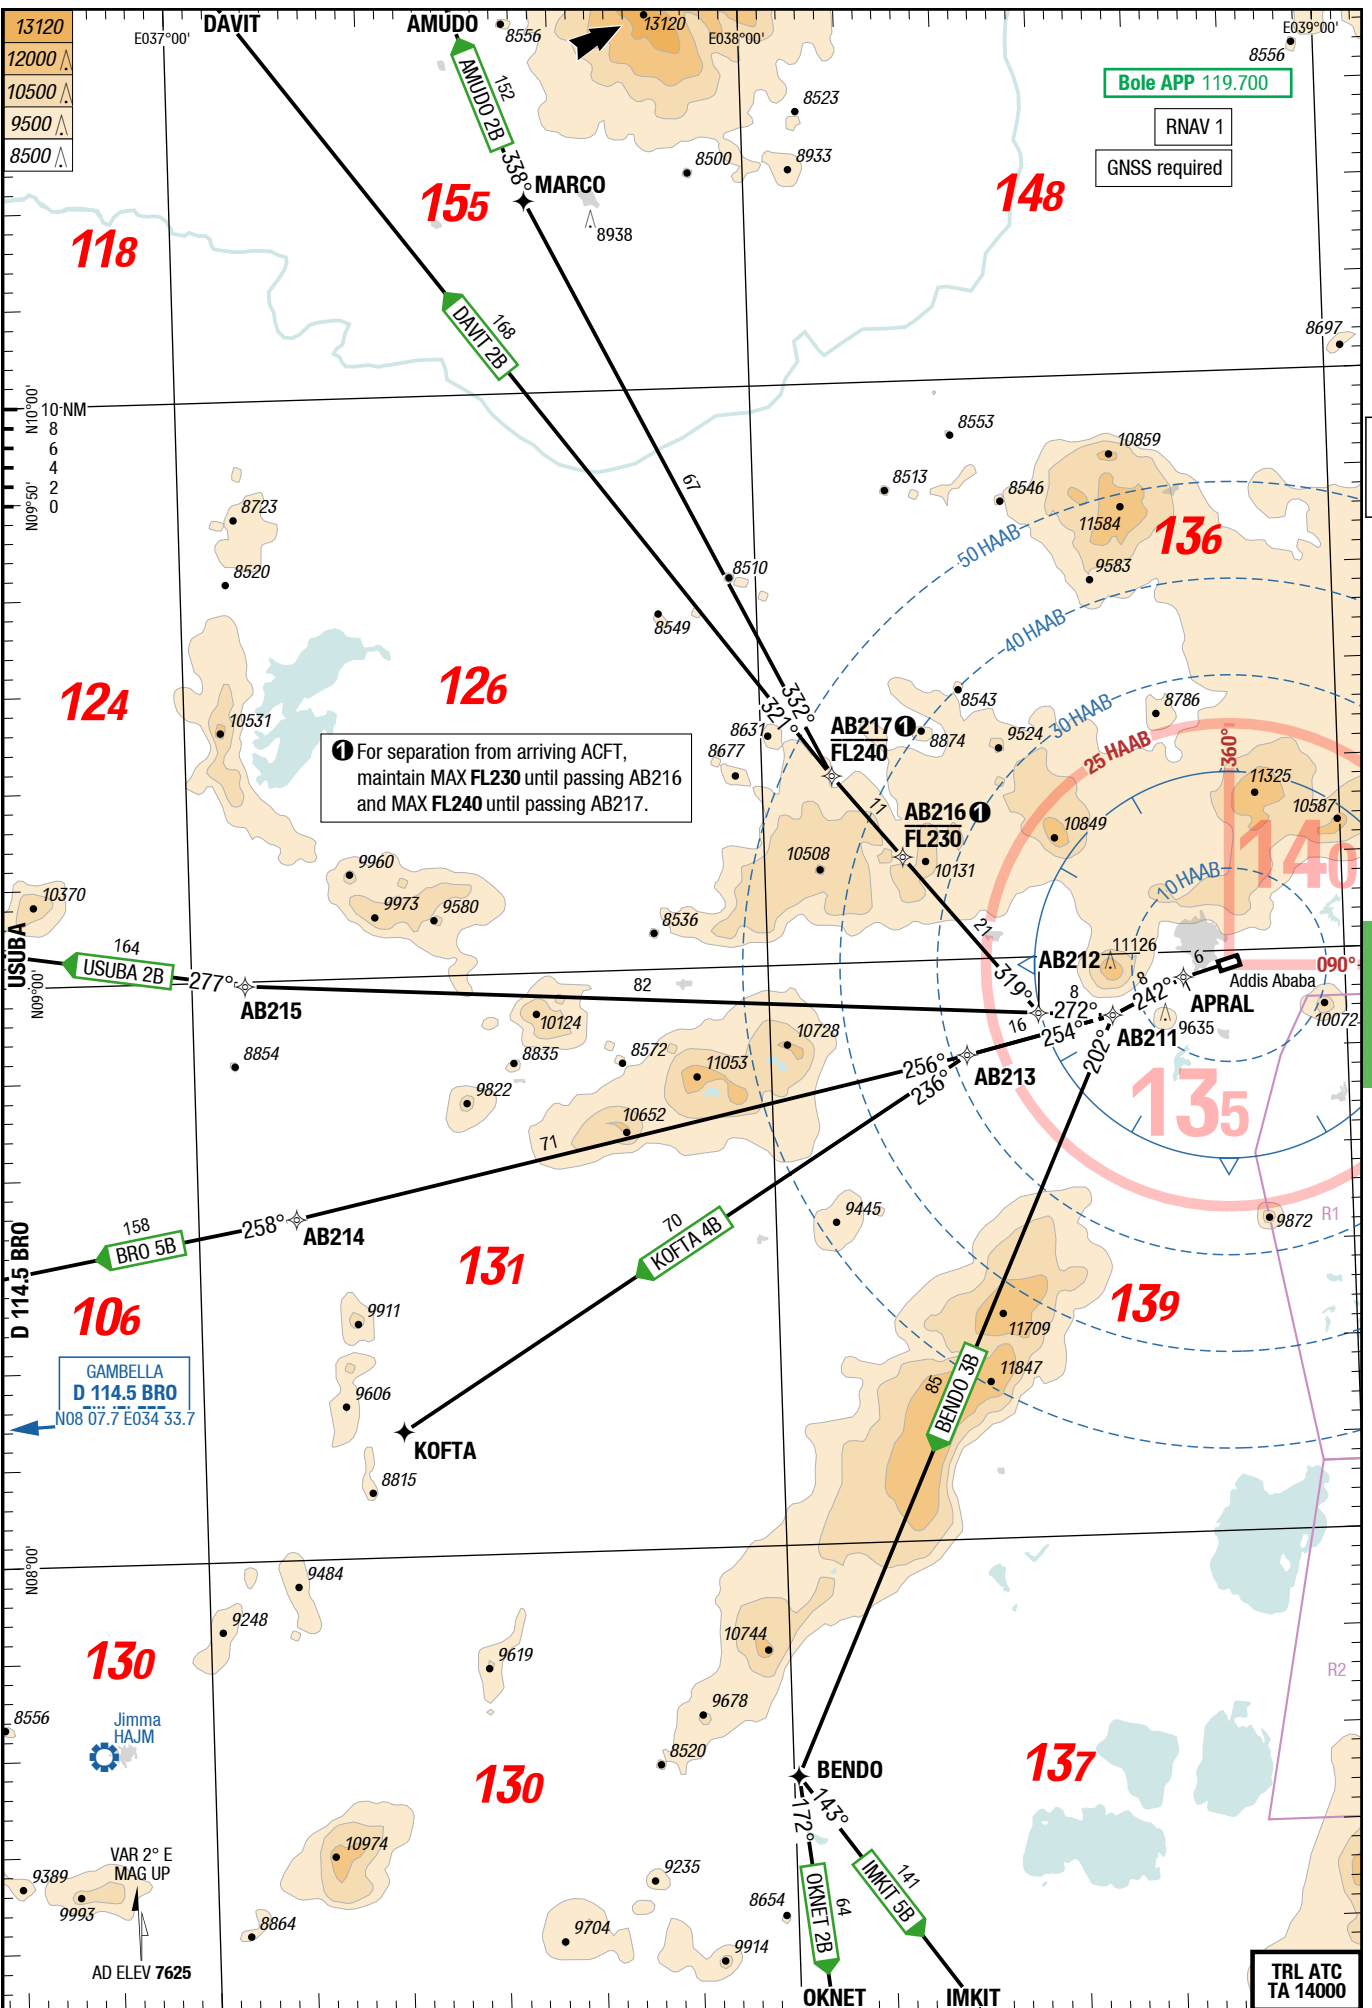 DAVIT
AMUDO
E037°00'
E038°00'
E039°00'
13120
12000
10500
9500
8500
8556
13120
8556
Bole APP 119.700
RNAV 1
GNSS required
AMUDO 2B
152
338°
MARCO
8938
8523
8500
8933
155
148
118
DAVIT 2B
168
8697
N10°00'
10 NM
8
6
4
2
0
N09°50'
8553
8513
8546
10859
11584
9583
136
50 HAAB
40 HAAB
30 HAAB
25 HAAB
10 HAAB
67
8723
8520
8510
8549
124
126
10531
332°
321°
8631
8677
AB217 1
FL240
8874
8543
9524
8786
360°
11325
10587
1 For separation from arriving ACFT,
maintain MAX FL230 until passing AB216
and MAX FL240 until passing AB217.
11
AB216 1
FL230
10131
10849
10508
140
9960
9973
9580
10370
8536
21
319°
USUBA
164
USUBA 2B
277°
AB215
82
N09°00'
AB212
11126
8
272°
8
242°
6
APRAL
Addis Ababa
090°
10072
AB211
9635
16
254°
202°
AB213
256°
236°
135
10124
8835
8572
11053
10728
8854
9822
10652
71
D 114.5 BRO
158
BRO 5B
258°
AB214
70
KOFTA 4B
9445
9872
R1
131
139
106
9911
11709
11847
85
BENDO 3B
GAMBELLA
D 114.5 BRO
N08 07.7 E034 33.7
9606
KOFTA
8815
N08°00'
9484
9248
9619
10744
9678
8520
130
R2
8556
Jimma
HAJM
130
137
BENDO
172°
143°
OKNET 2B
64
IMKIT 5B
141
10974
VAR 2° E
MAG UP
9389
9993
8864
9235
8654
9704
9914
AD ELEV 7625
OKNET
IMKIT
TRL ATC
TA 14000